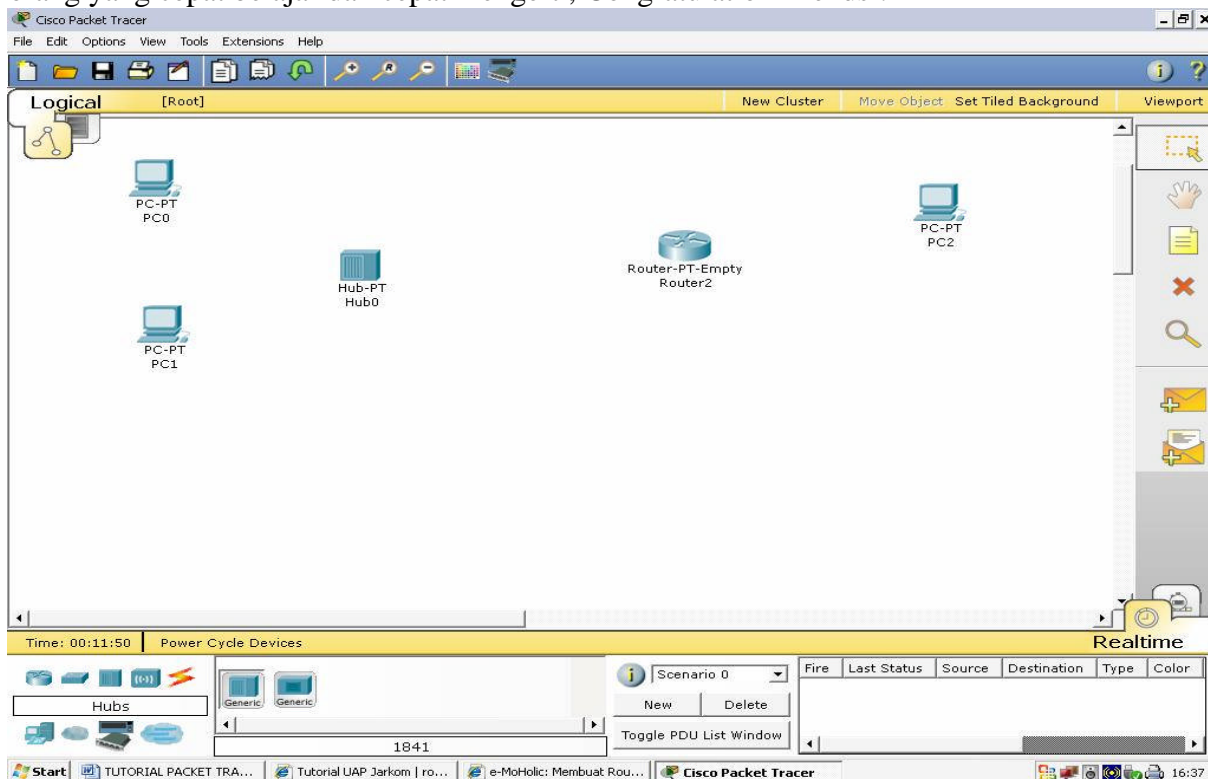 Cisco Packet Tracer
File Edit Options View Tools Extensions Help
Logical [Root] New Cluster Move Object Set Tiled Background Viewport
PC-PT
PC0
PC-PT
PC2
Router-PT-Empty
Router2
Hub-PT
Hub0
PC-PT
PC1
Time: 00:11:50 Power Cycle Devices Realtime
Scenario 0
Fire Last Status Source Destination Type Color
Hubs
Generic Generic
New Delete
Toggle PDU List Window
1841
Start TUTORIAL PACKET TRA... Tutorial UAP Jarkom | ro... e-MoHolic: Membuat Rou... Cisco Packet Tracer 16:37